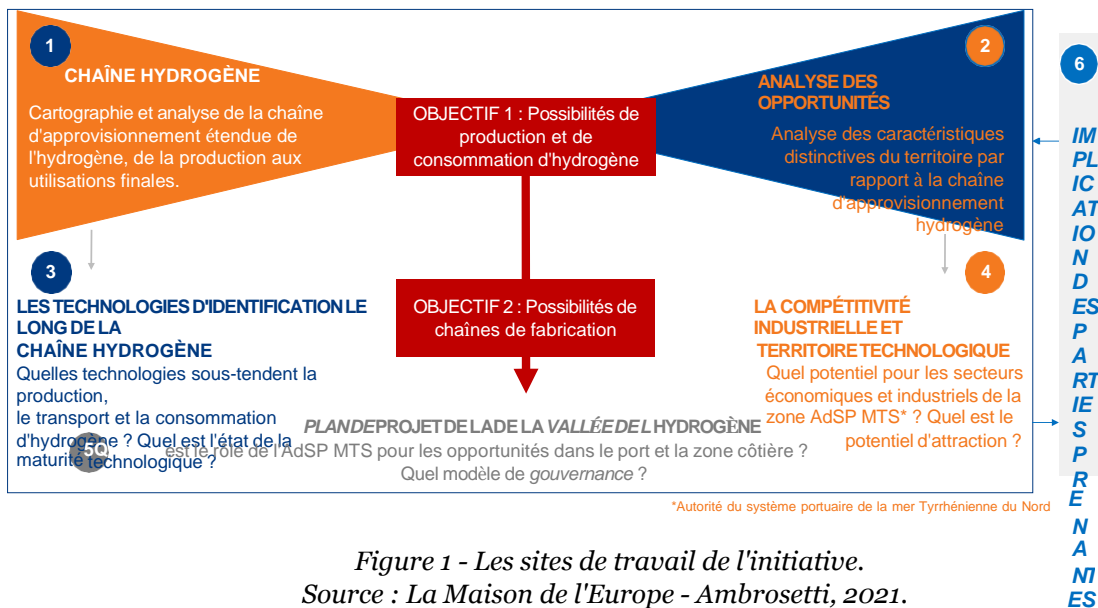 1
CHAÎNE HYDROGÈNE
Cartographie et analyse de la chaîne
d'approvisionnement étendue de
l'hydrogène, de la production aux
utilisations finales.
OBJECTIF 1 : Possibilités de
production et de
consommation d'hydrogène
2
ANALYSE DES
OPPORTUNITÉS
Analyse des caractéristiques
distinctives du territoire par
rapport à la chaîne
d'approvisionnement
hydrogène
3
LES TECHNOLOGIES D'IDENTIFICATION LE
LONG DE LA
CHAÎNE HYDROGÈNE
Quelles technologies sous-tendent la
production,
le transport et la consommation
d'hydrogène ? Quel est l'état de la
maturité technologique ?
OBJECTIF 2 : Possibilités de
chaînes de fabrication
4
LA COMPÉTITIVITÉ
INDUSTRIELLE ET
TERRITOIRE TECHNOLOGIQUE
Quel potentiel pour les secteurs
économiques et industriels de la
zone AdSP MTS* ? Quel est le
potentiel d'attraction ?
PLAN DE PROJET DE LA DE LA VALLÉE DE L'HYDROGÈNE
5Q
est le rôle de l'AdSP MTS pour les opportunités dans le port et la zone côtière ?
Quel modèle de gouvernance ?
*Autorité du système portuaire de la mer Tyrrhénienne du Nord
6
IM
PL
IC
AT
IO
N
D
ES
P
A
RT
IE
S
P
R
E
N
A
NT
ES
Figure 1 - Les sites de travail de l'initiative.
Source : La Maison de l'Europe - Ambrosetti, 2021.